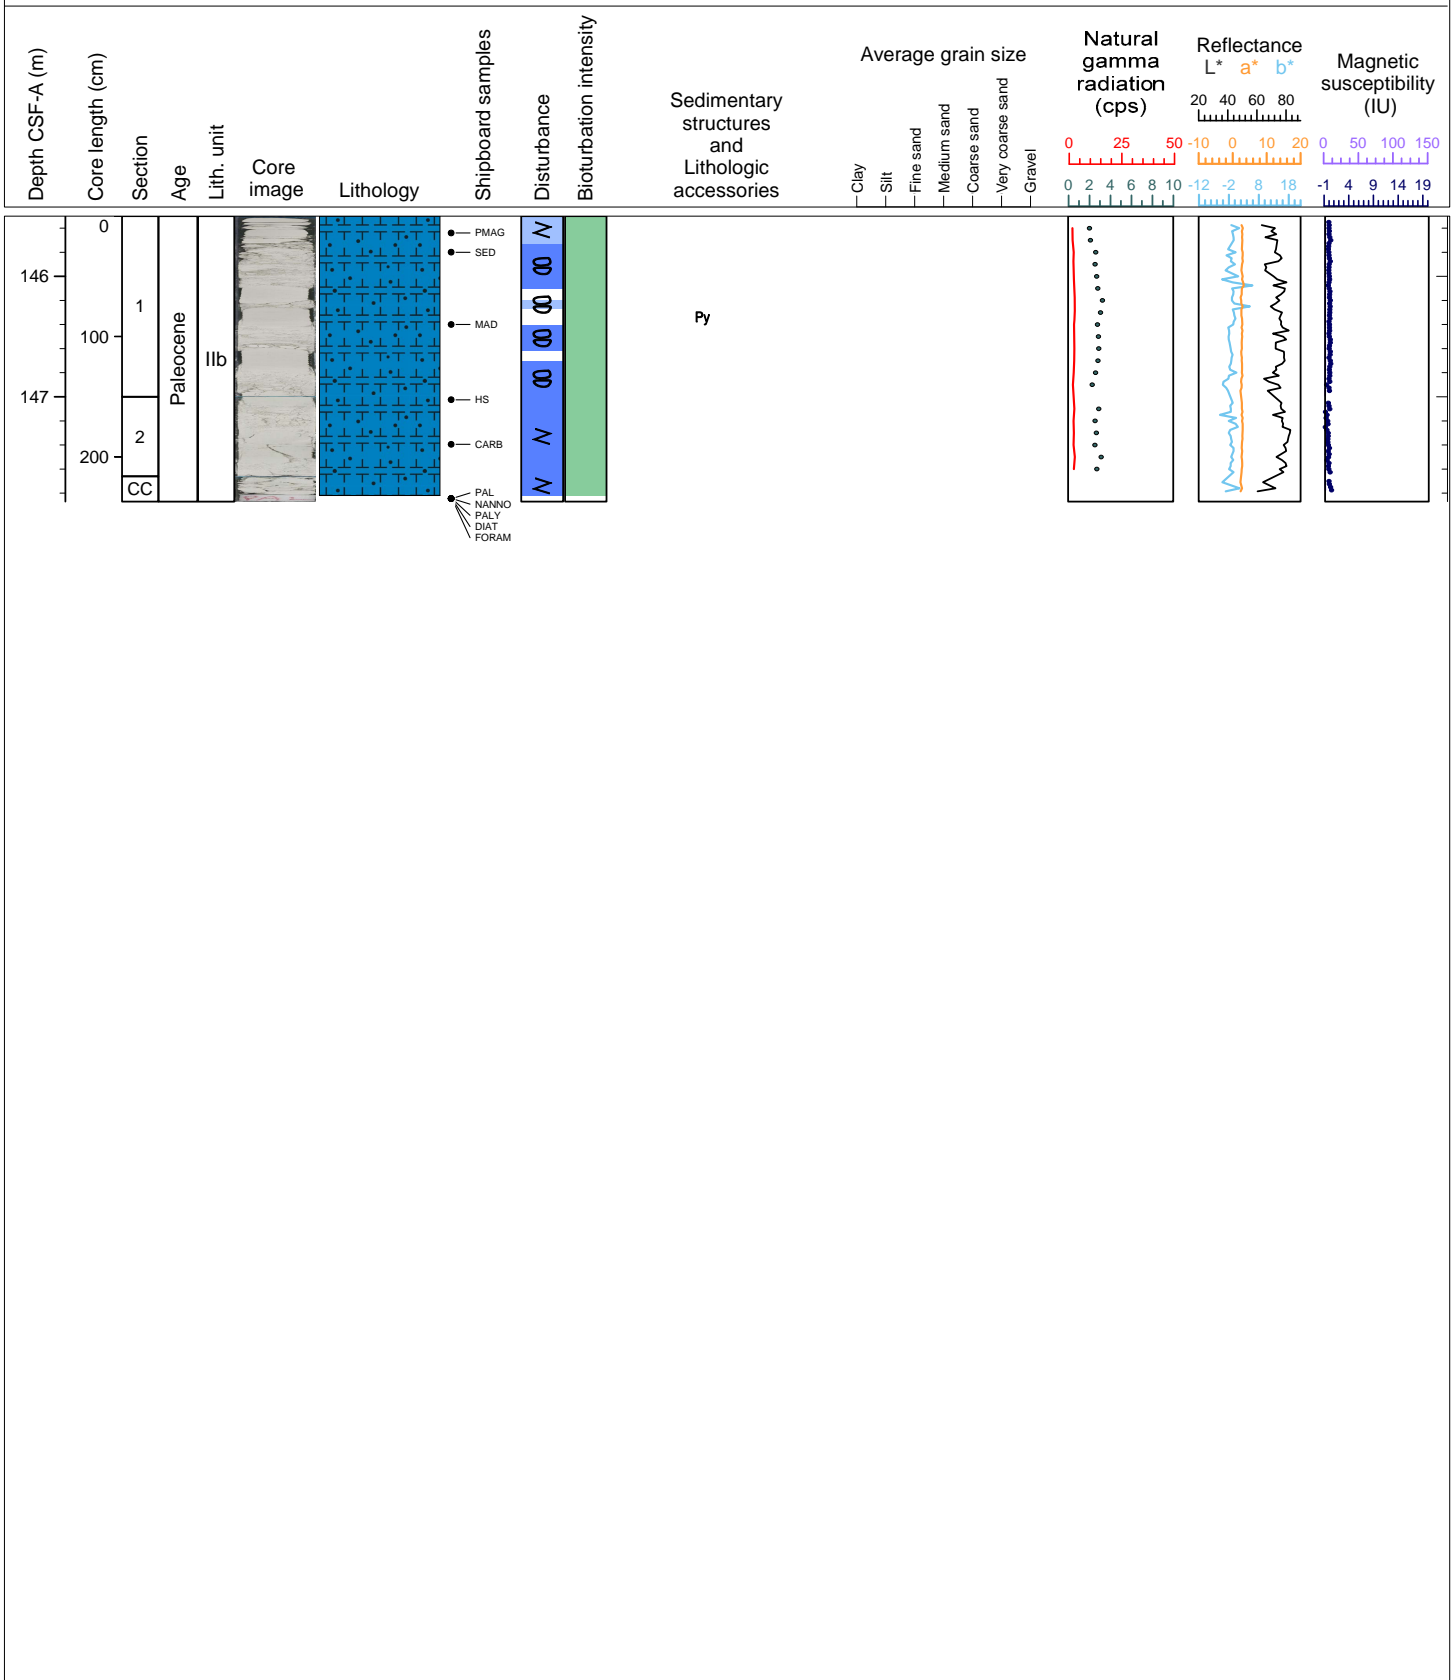 Depth CSF-A (m)
Core length (cm)
Section
Age
Lith. unit
Core
image
Lithology
Shipboard samples
Disturbance
Bioturbation intensity
Sedimentary
structures
and
Lithologic
accessories
Average grain size
Clay
Silt
Fine sand
Medium sand
Coarse sand
Very coarse sand
Gravel
Natural
gamma
radiation
(cps)
0 25 50
0 2 4 6 8 10
Reflectance
L* a* b*
20 40 60 80
-10 0 10 20
-12 -2 8 18
Magnetic
susceptibility
(IU)
0 50 100 150
-1 4 9 14 19
146
147
0
100
200
1
2
CC
Paleocene
IIb
PMAG
SED
MAD
HS
CARB
PAL
NANNO
PALY
DIAT
FORAM
Py